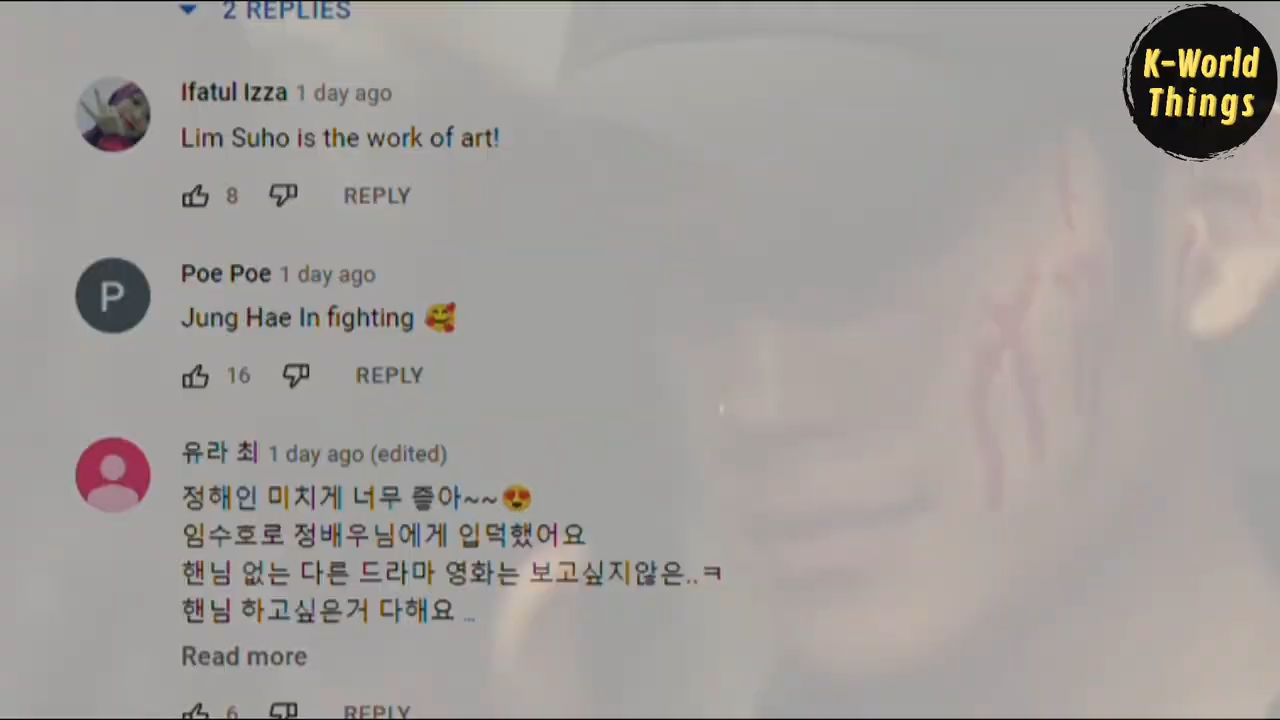 2 REPLIES
K-World
Things
Ifatul Izza 1 day ago
Lim Suho is the work of art!
8 REPLY
Poe Poe 1 day ago
P
Jung Hae In fighting 🥰
16 REPLY
유라 최 1 day ago (edited)
정해인 미치게 너무 죹아~~😍
임수호로 정배우님에게 입덕했어요
핸님 없는 다른 드라마 영화는 보고싶지않은..ㅋ
핸님 하고싶은거 다해요 ...
Read more
6 REPLY